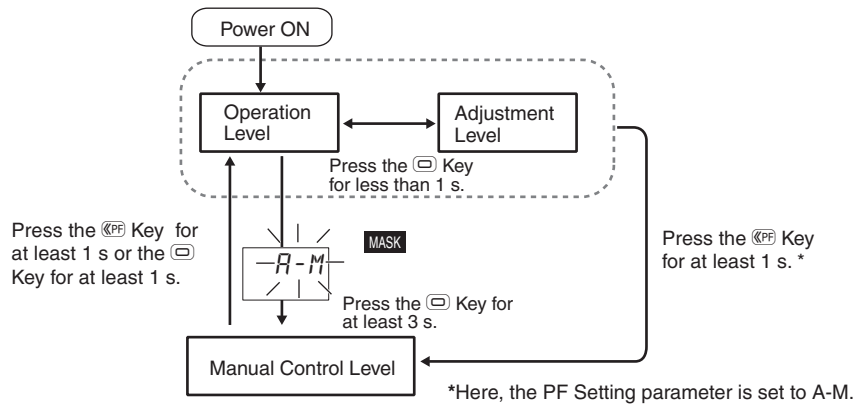 Power ON
Operation
Level
Adjustment
Level
Press the Key
for less than 1 s.
Press the PF Key for
at least 1 s or the
Key for at least 1 s.
MASK
A-M
Press the Key for
at least 3 s.
Press the PF Key
for at least 1 s. *
Manual Control Level
*Here, the PF Setting parameter is set to A-M.